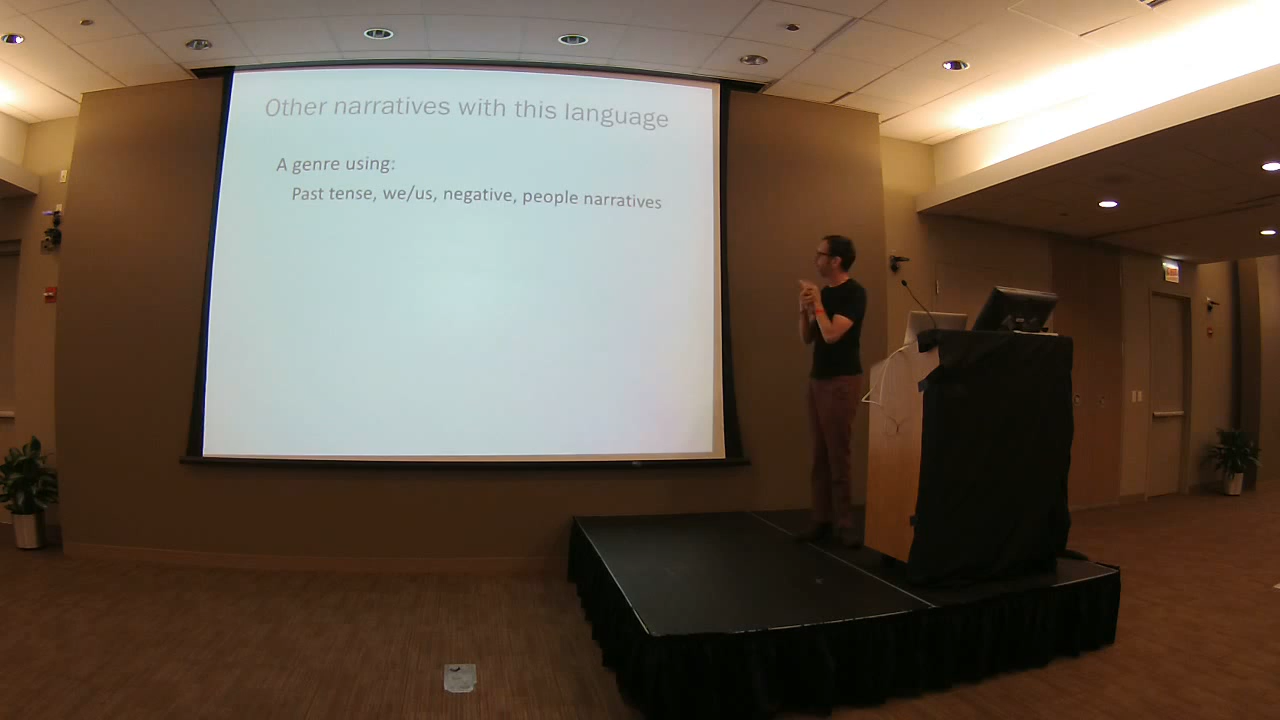 Other narratives with this language
A genre using:
Past tense, we/us, negative, people narratives